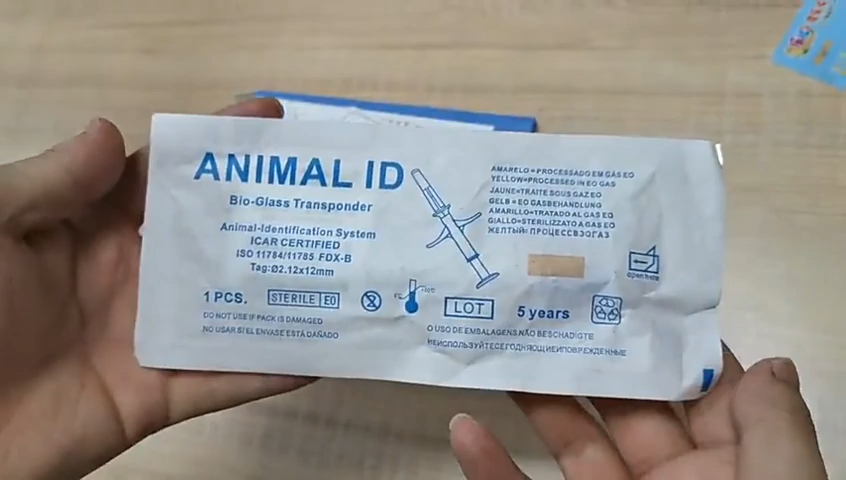 ANIMAL ID
Bio-Glass Transponder
Animal-Identification System
ICAR CERTIFIED
ISO 11784/11785 FDX-B
Tag:Ø2.12x12mm
AMARELO=PROCESSADO EM GÁS EO
YELLOW=PROCESSED IN EO GAS
JAUNE=TRAITE SOUS GAZ EO
GELB = EO GASBEHANDLUNG
AMARILLO=TRATADO AL GAS EO
GIALLO=STERILIZZATO A GAS EO
ЖЕЛТЫЙ= ПРОЦЕССВЭОГАЗ
open here
1 PCS.
STERILE EO
LOT
5 years
DO NOT USE IF PACK IS DAMAGED
NO USAR SI EL ENVASE ESTÁ DAÑADO
O USO DE EMBALAGENS.NÃO BESCHADIGTE
НЕИСПОЛЬЗУЙТЕСЕГОДНЯЩИЕИПОВРЕЖДЕННЫЕ